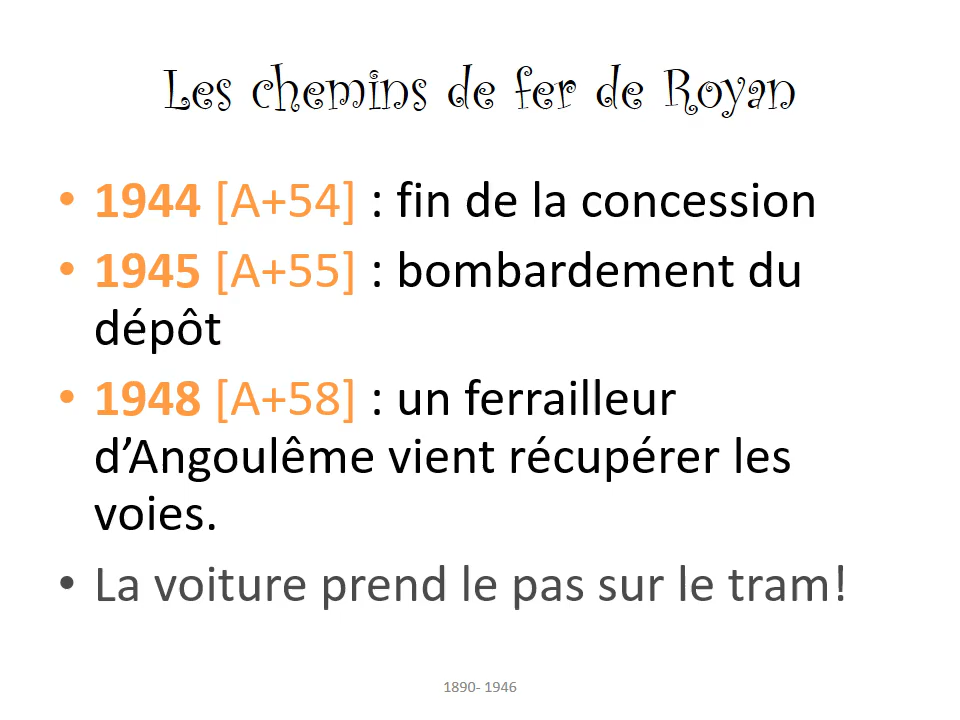 Les chemins de fer de Royan
• 1944 [A+54] : fin de la concession
• 1945 [A+55] : bombardement du
dépôt
• 1948 [A+58] : un ferrailleur
d’Angoulême vient récupérer les
voies.
• La voiture prend le pas sur le tram!
1890- 1946